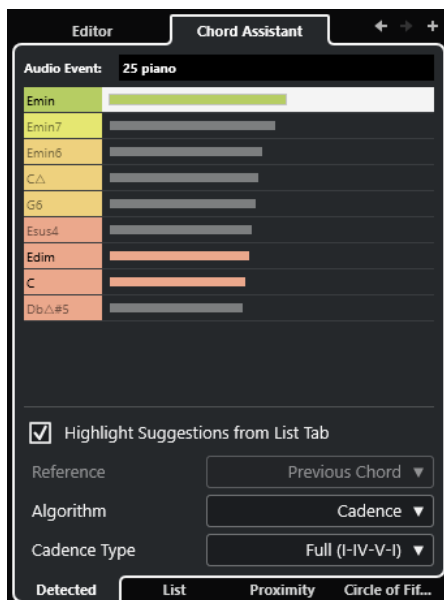 Editor Chord Assistant
Audio Event: 25 piano
Emin
Emin7
Emin6
C△
G6
Esus4
Edim
C
Db△#5
Highlight Suggestions from List Tab
Reference Previous Chord
Algorithm Cadence
Cadence Type Full (I-IV-V-I)
Detected List Proximity Circle of Fif...